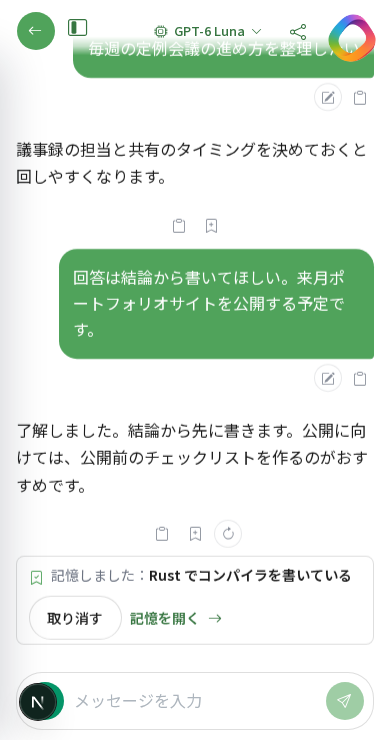 GPT-6 Luna
毎週の定例会議の進め方を整理したい
議事録の担当と共有のタイミングを決めておくと
回しやすくなります。
回答は結論から書いてほしい。来月ポ
ートフォリオサイトを公開する予定で
す。
了解しました。結論から先に書きます。公開に向
けては、公開前のチェックリストを作るのがおす
すめです。
記憶しました：Rust でコンパイラを書いている
取り消す
記憶を開く →
N
メッセージを入力